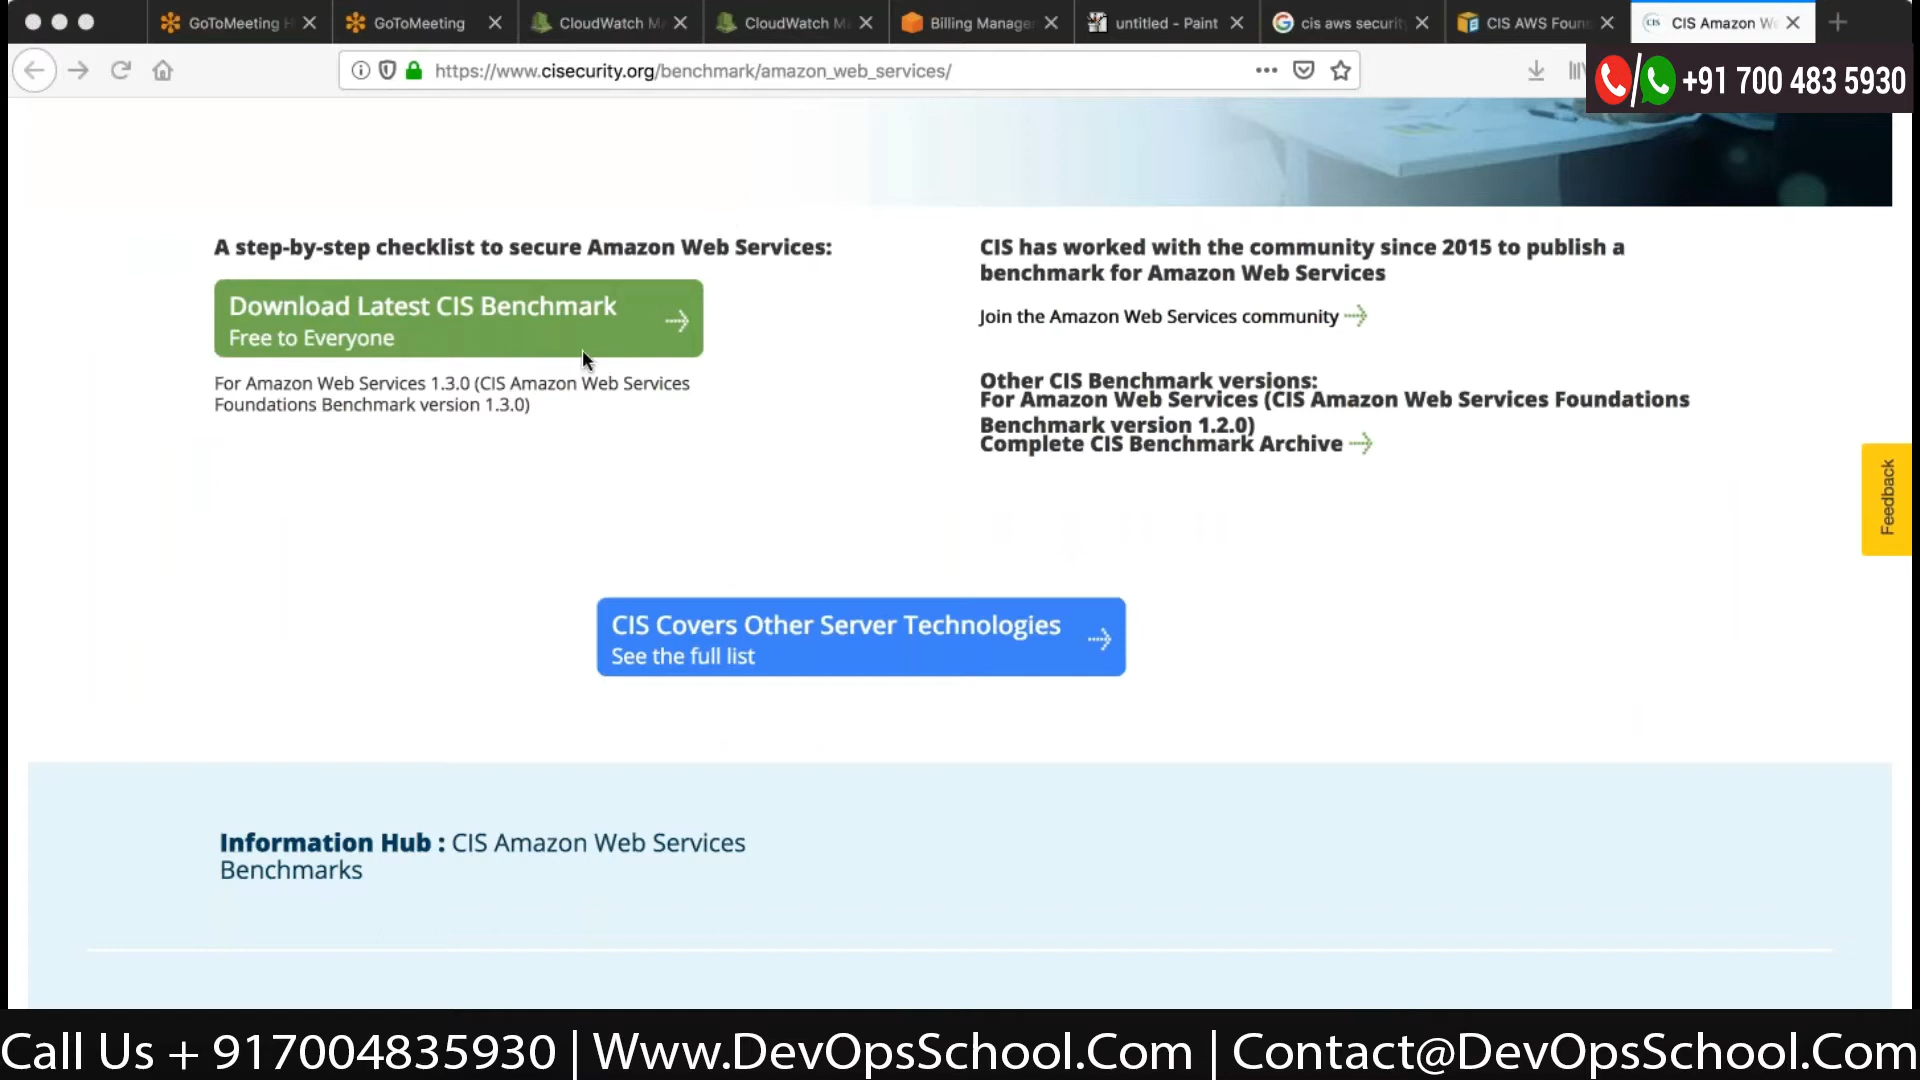 GoToMeeting H
GoToMeeting
CloudWatch M
CloudWatch M
Billing Manage
untitled - Paint
cis aws securit
CIS AWS Foun
CIS Amazon W
https://www.cisecurity.org/benchmark/amazon_web_services/
+91 700 483 5930
A step-by-step checklist to secure Amazon Web Services:
Download Latest CIS Benchmark
Free to Everyone
For Amazon Web Services 1.3.0 (CIS Amazon Web Services
Foundations Benchmark version 1.3.0)
CIS has worked with the community since 2015 to publish a
benchmark for Amazon Web Services
Join the Amazon Web Services community
Other CIS Benchmark versions:
For Amazon Web Services (CIS Amazon Web Services Foundations
Benchmark version 1.2.0)
Complete CIS Benchmark Archive
Feedback
CIS Covers Other Server Technologies
See the full list
Information Hub : CIS Amazon Web Services
Benchmarks
Call Us + 917004835930 | Www.DevOpsSchool.Com | Contact@DevOpsSchool.Com